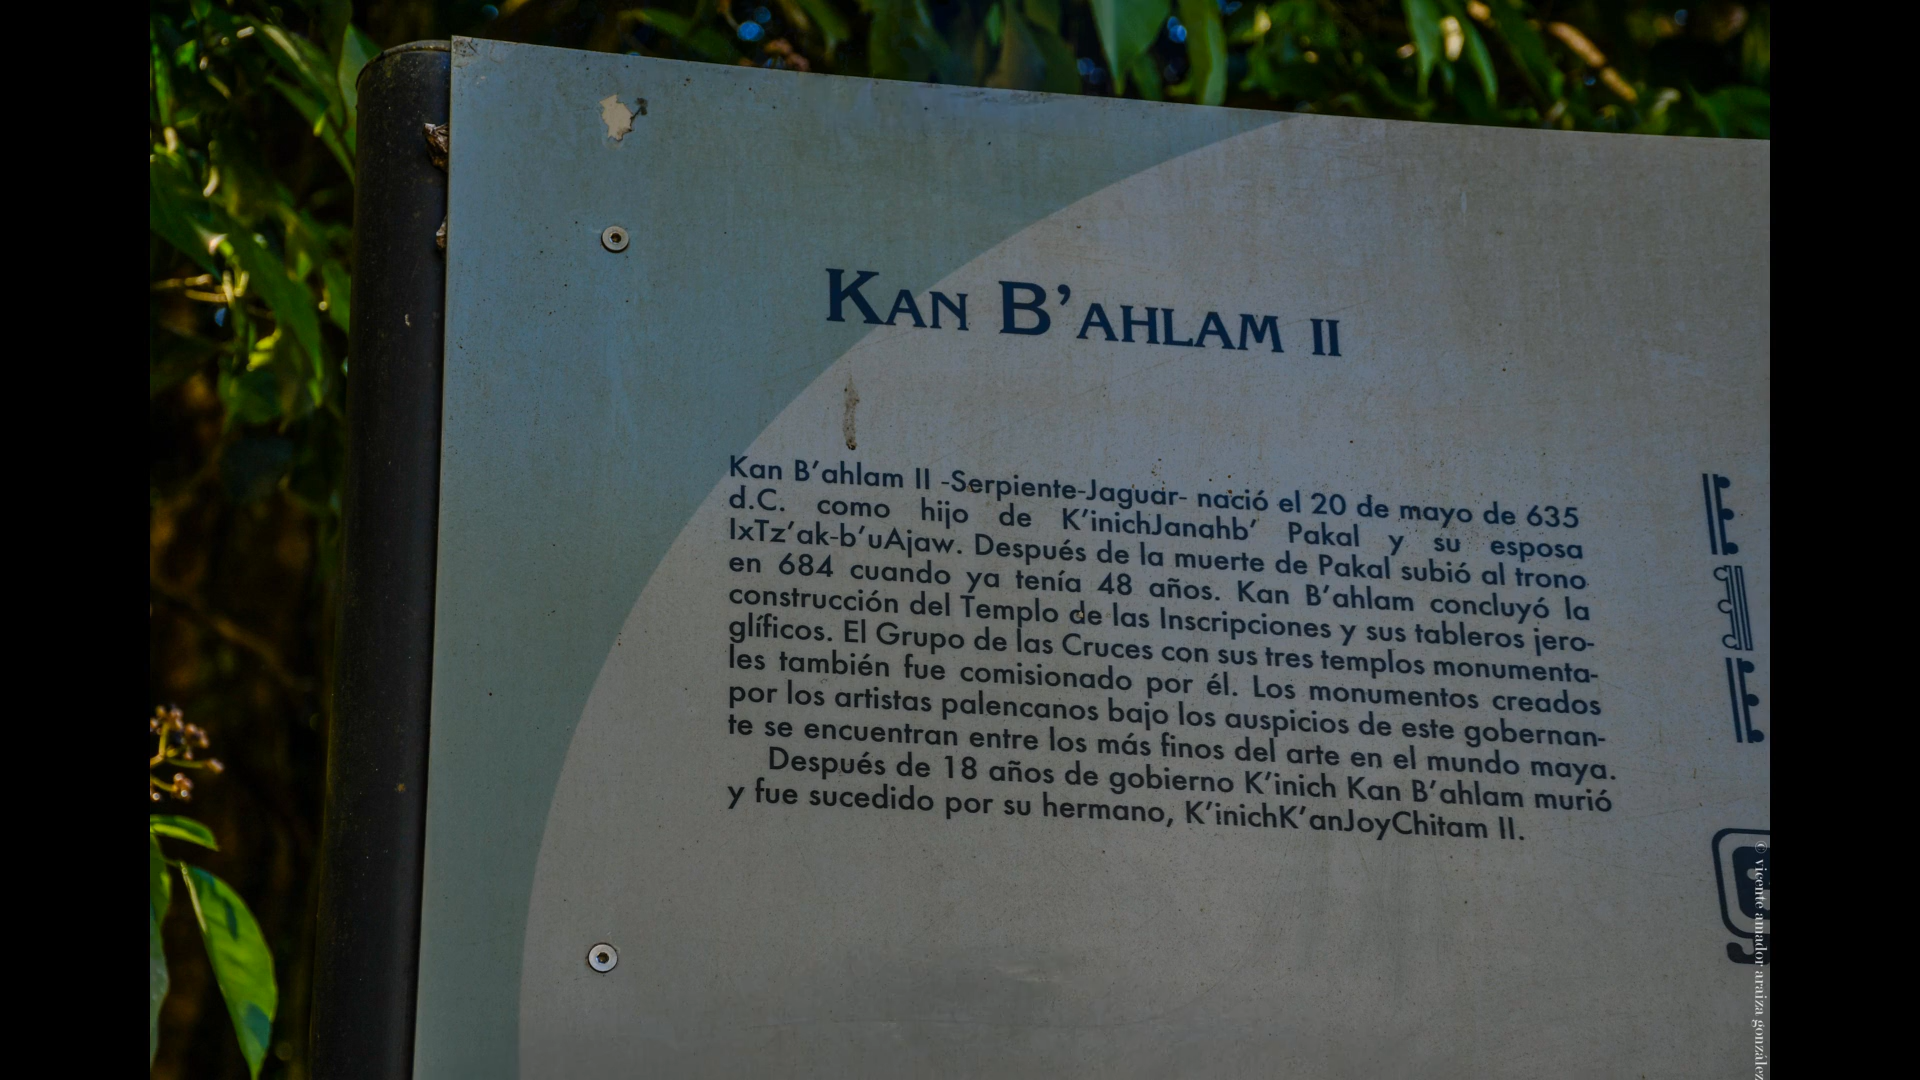 KAN B'AHLAM II
Kan B'ahlam II -Serpiente-Jaguar- nació el 20 de mayo de 635
d.C. como hijo de K'inichJanahb' Pakal y su esposa
IxTz'ak-b'uAjaw. Después de la muerte de Pakal subió al trono
en 684 cuando ya tenía 48 años. Kan B'ahlam concluyó la
construcción del Templo de las Inscripciones y sus tableros jero-
glíficos. El Grupo de las Cruces con sus tres templos monumenta-
les también fue comisionado por él. Los monumentos creados
por los artistas palencanos bajo los auspicios de este gobernan-
te se encuentran entre los más finos del arte en el mundo maya.
Después de 18 años de gobierno K'inich Kan B'ahlam murió
y fue sucedido por su hermano, K'inichK'anJoyChitam II.
© vicente amador araiza gonzález